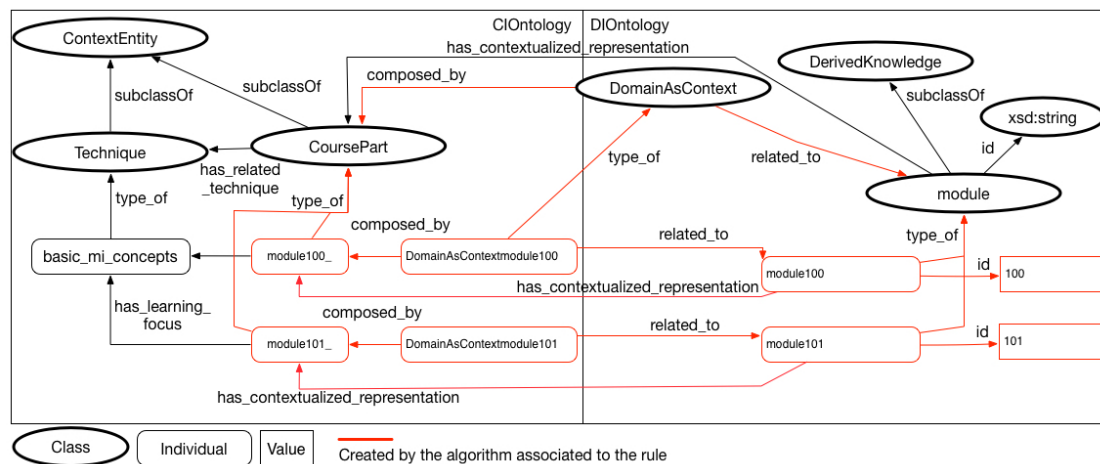 CIOntology
DIOntology
ContextEntity
has_contextualized_representation
composed_by
DerivedKnowledge
DomainAsContext
subclassOf
subclassOf
subclassOf
xsd:string
id
Technique
CoursePart
has_related
_technique
type_of
related_to
module
type_of
type_of
composed_by
type_of
related_to
basic_mi_concepts
module100_
DomainAsContextmodule100
module100
id
100
has_contextualized_representation
has_learning_
focus
composed_by
related_to
id
module101_
DomainAsContextmodule101
module101
101
has_contextualized_representation
Class
Individual
Value
Created by the algorithm associated to the rule